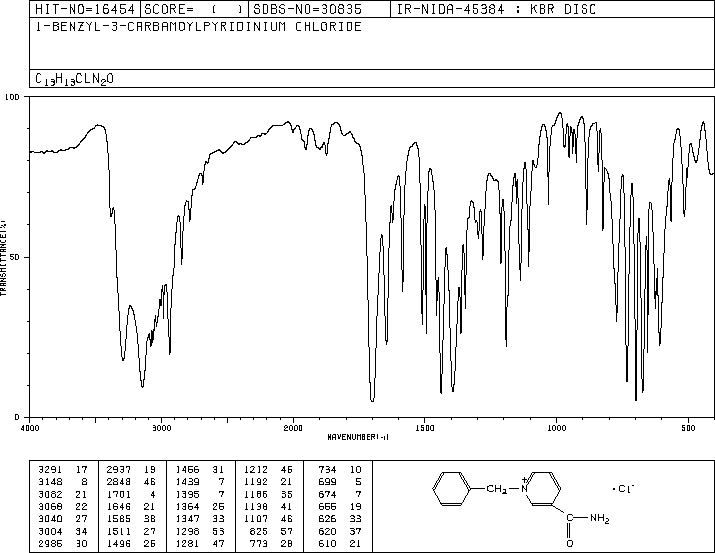 HIT-NO=16454 SCORE= ( ) SDBS-NO=30835 IR-NIDA-45384 : KBR DISC
1-BENZYL-3-CARBAMOYLPYRIDINIUM CHLORIDE
C13H13CLN2O
100
50
0
TRANSMITTANCE(%)
4000 3000 2000 1500 1000 500
WAVENUMBER(-1)
3291 17 2937 19 1456 31 1212 46 734 10
3148 8 2848 46 1439 7 1192 21 699 5
3082 21 1701 4 1395 7 1186 35 674 7
3068 22 1646 21 1364 25 1138 41 655 19
3040 27 1585 38 1347 33 1107 46 626 33
3004 34 1511 27 1298 53 825 57 620 37
2986 30 1496 26 1281 47 773 28 610 21
CH2 N + ·Cl-
C NH2
O